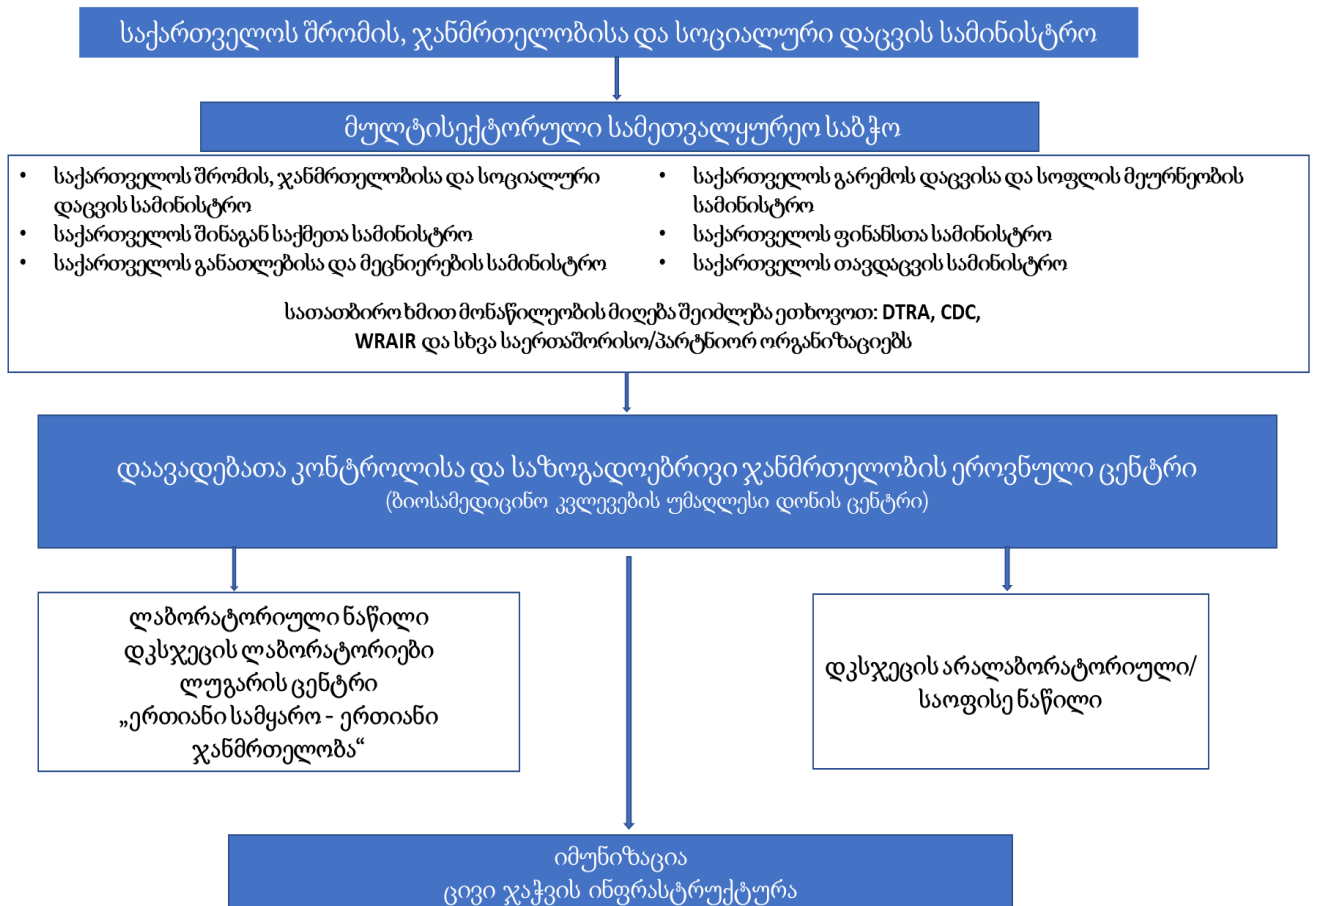 საქართველოს შრომის, ჯანმრთელობისა და სოციალური დაცვის სამინისტრო
მულტისექტორული სამეთვალყურეო საბჭო
• საქართველოს შრომის, ჯანმრთელობისა და სოციალური
დაცვის სამინისტრო
• საქართველოს შინაგან საქმეთა სამინისტრო
• საქართველოს განათლებისა და მეცნიერების სამინისტრო
• საქართველოს გარემოს დაცვისა და სოფლის მეურნეობის
სამინისტრო
• საქართველოს ფინანსთა სამინისტრო
• საქართველოს თავდაცვის სამინისტრო
სათათბირო ხმით მონაწილეობის მიღება შეიძლება ეთხოვოთ: DTRA, CDC,
WRAIR და სხვა საერთაშორისო/პარტნიორ ორგანიზაციებს
დაავადებათა კონტროლისა და საზოგადოებრივი ჯანმრთელობის ეროვნული ცენტრი
(ბიოსამედიცინო კვლევების უმაღლესი დონის ცენტრი)
ლაბორატორიული ნაწილი
დკსჯეცის ლაბორატორიები
ლუგარის ცენტრი
„ერთიანი სამყარო - ერთიანი
ჯანმრთელობა“
დკსჯეცის არალაბორატორიული/
საოფისე ნაწილი
იმუნიზაცია
ცივი ჯაჭვის ინფრასტრუქტურა